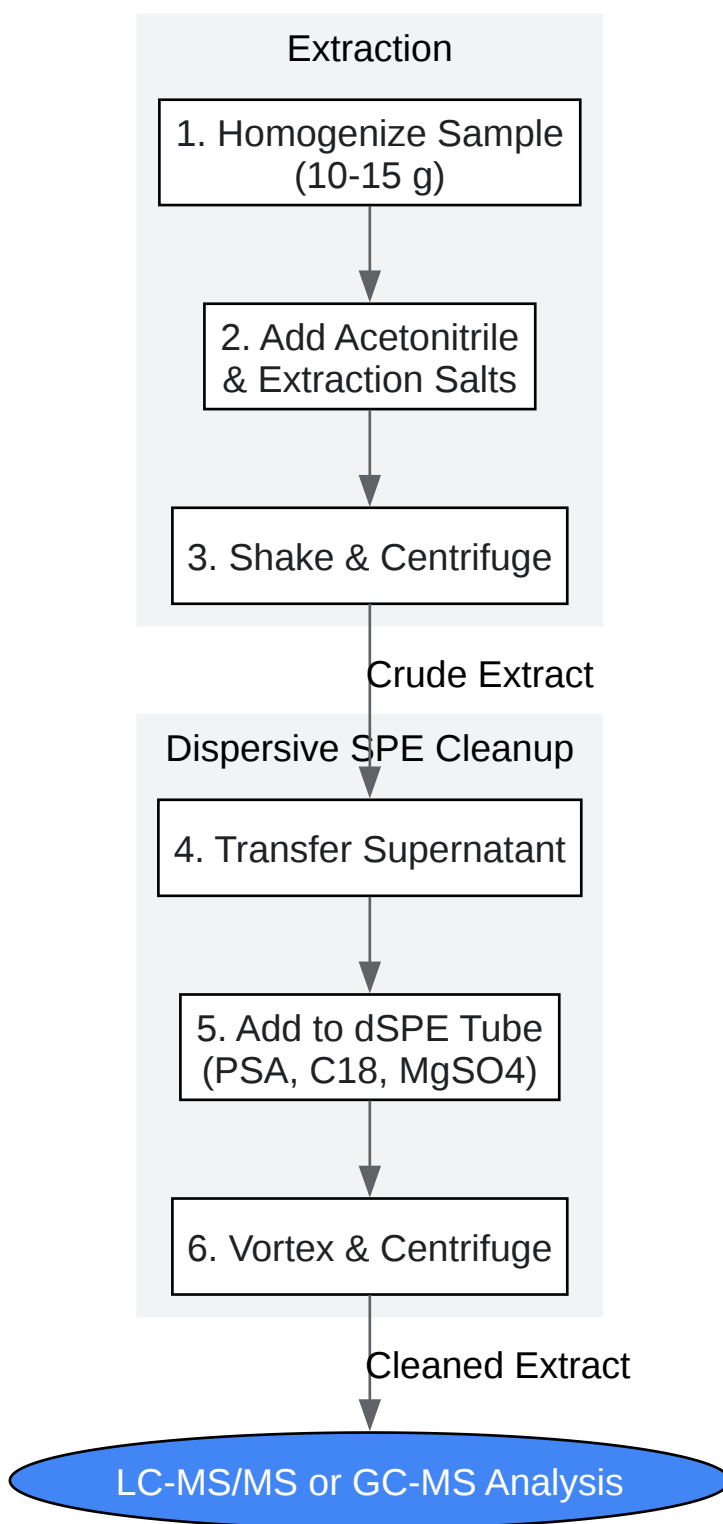 Extraction
1. Homogenize Sample
(10-15 g)
2. Add Acetonitrile
& Extraction Salts
3. Shake & Centrifuge
Crude Extract
Dispersive SPE Cleanup
4. Transfer Supernatant
5. Add to dSPE Tube
(PSA, C18, MgSO4)
6. Vortex & Centrifuge
Cleaned Extract
LC-MS/MS or GC-MS Analysis